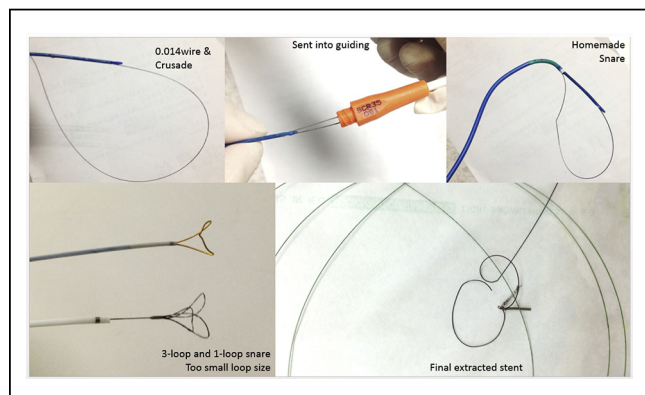 0.014wire &
Crusade
Sent into guiding
Homemade
Snare
3-loop and 1-loop snare
Too small loop size
Final extracted stent